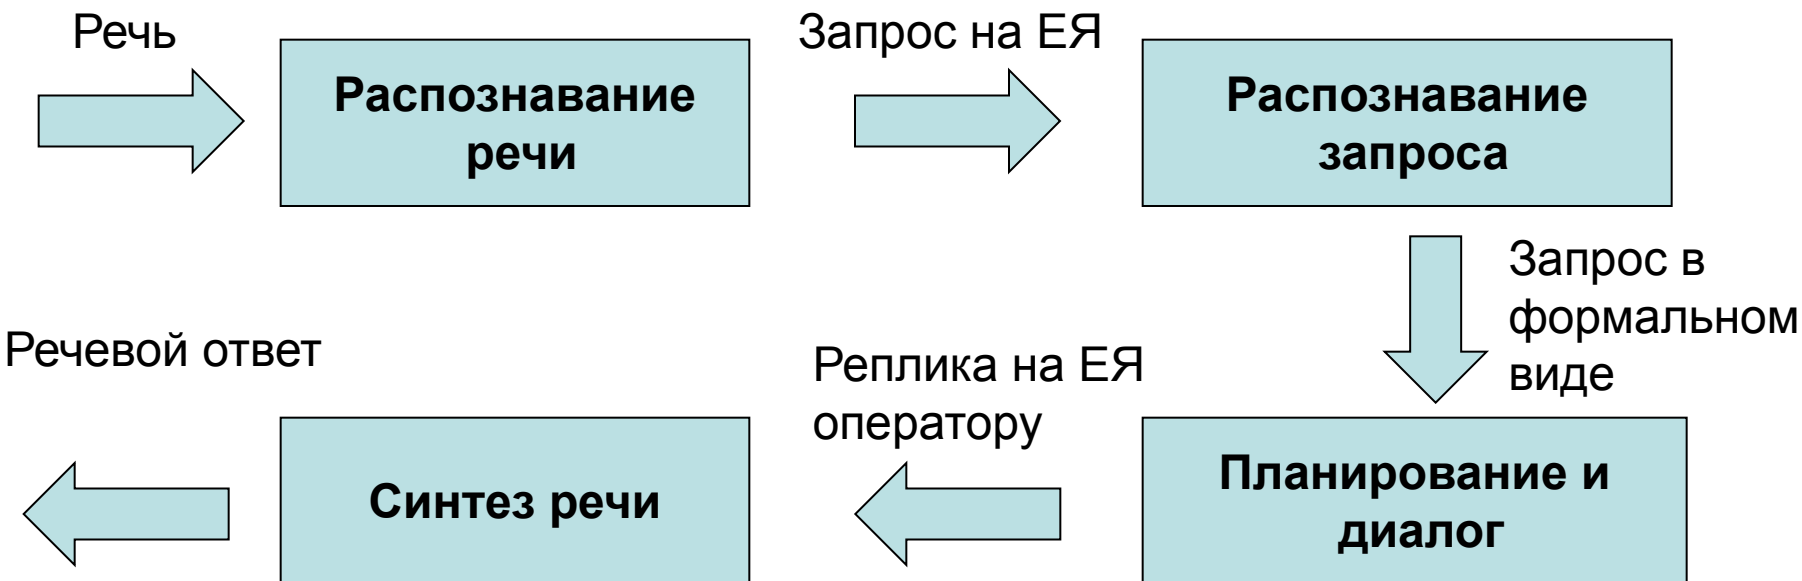 Речь
Распознавание
речи
Запрос на ЕЯ
Распознавание
запроса
Запрос в
формальном
виде
Планирование и
диалог
Реплика на ЕЯ
оператору
Синтез речи
Речевой ответ